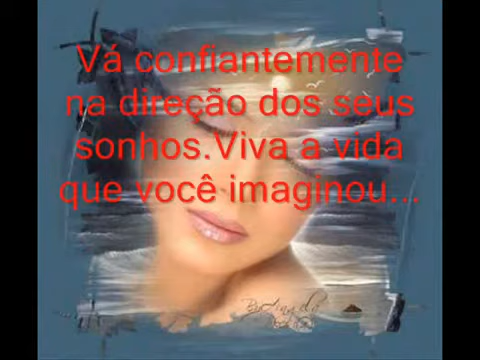 Vá confiantemente
na direção dos seus
sonhos.Viva a vida
que você imaginou...